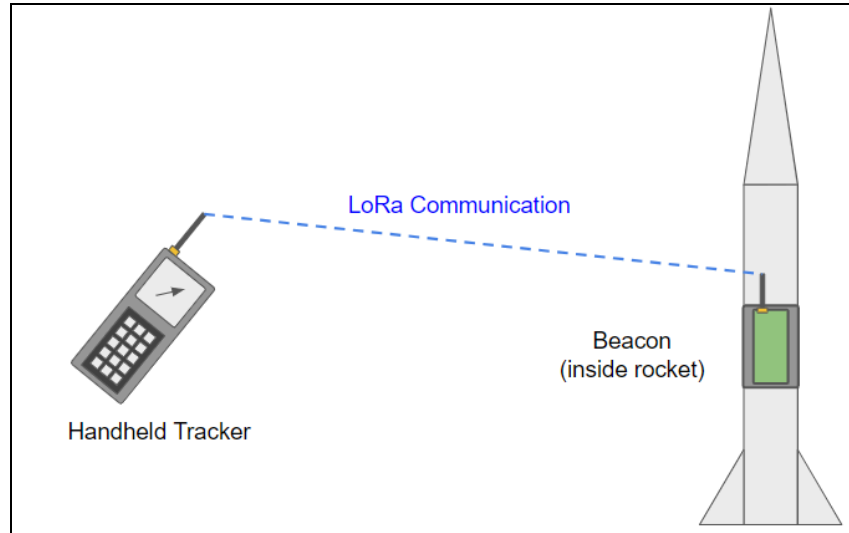 LoRa Communication
Beacon
(inside rocket)
Handheld Tracker